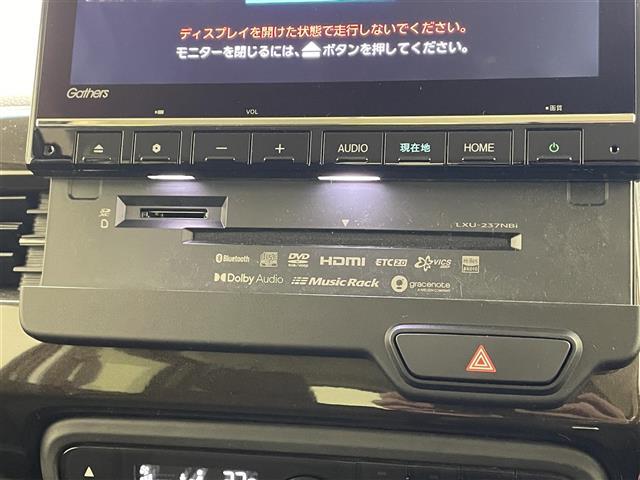 ディスプレイを開けた状態で走行しないでください。
モニターを閉じるには、⏏ボタンを押してください。
Gathers
VOL
画質
AUDIO 現在地 HOME
D
LXU-237NBi
Bluetooth DVD HDMI ETC2.0 VICS
Dolby Audio MusicRack gracenote